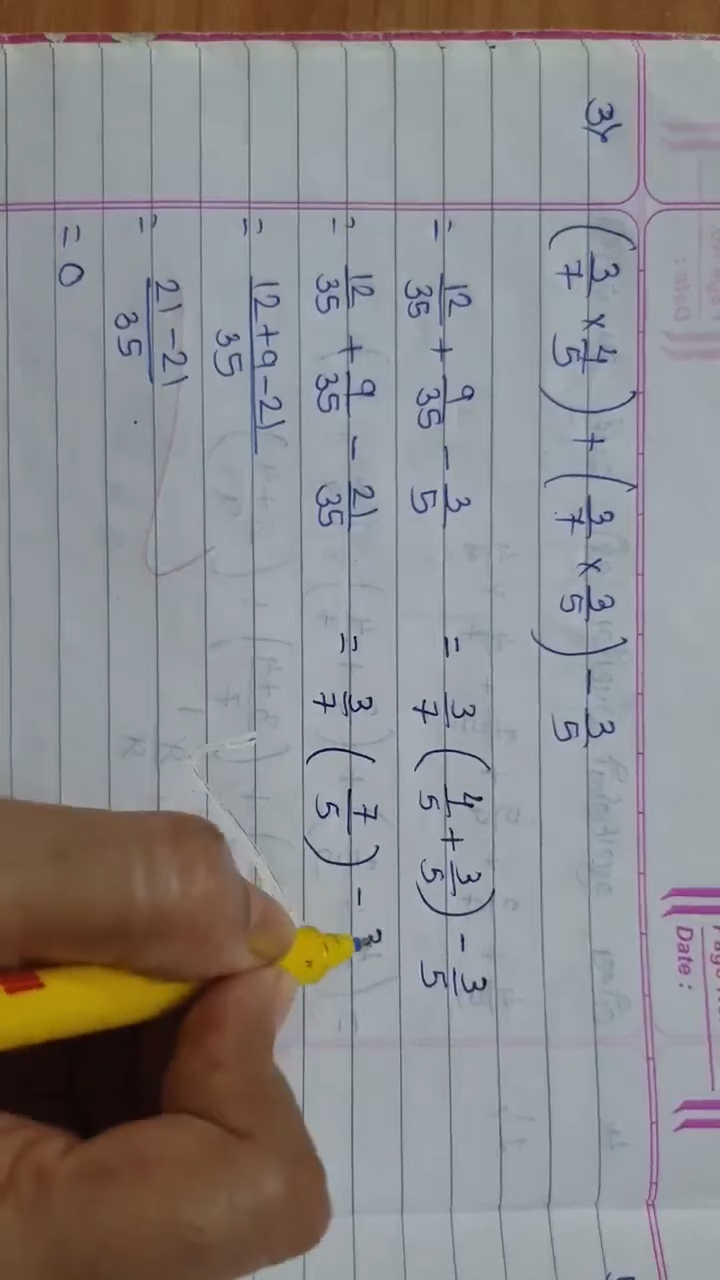 Date :
3) (3/7 × 4/5) + (3/7 × 3/5) - 3/5
= 12/35 + 9/35 - 3/5 = 3/7 (4/5 + 3/5) - 3/5
= 12/35 + 9/35 - 21/35 = 3/7 (7/5) - 3
= 12+9-21/35
= 21-21/35
= 0